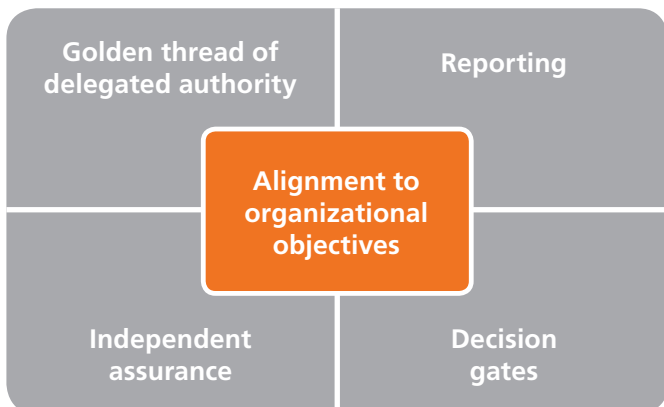 Golden thread of
delegated authority
Reporting
Alignment to
organizational
objectives
Independent
assurance
Decision
gates